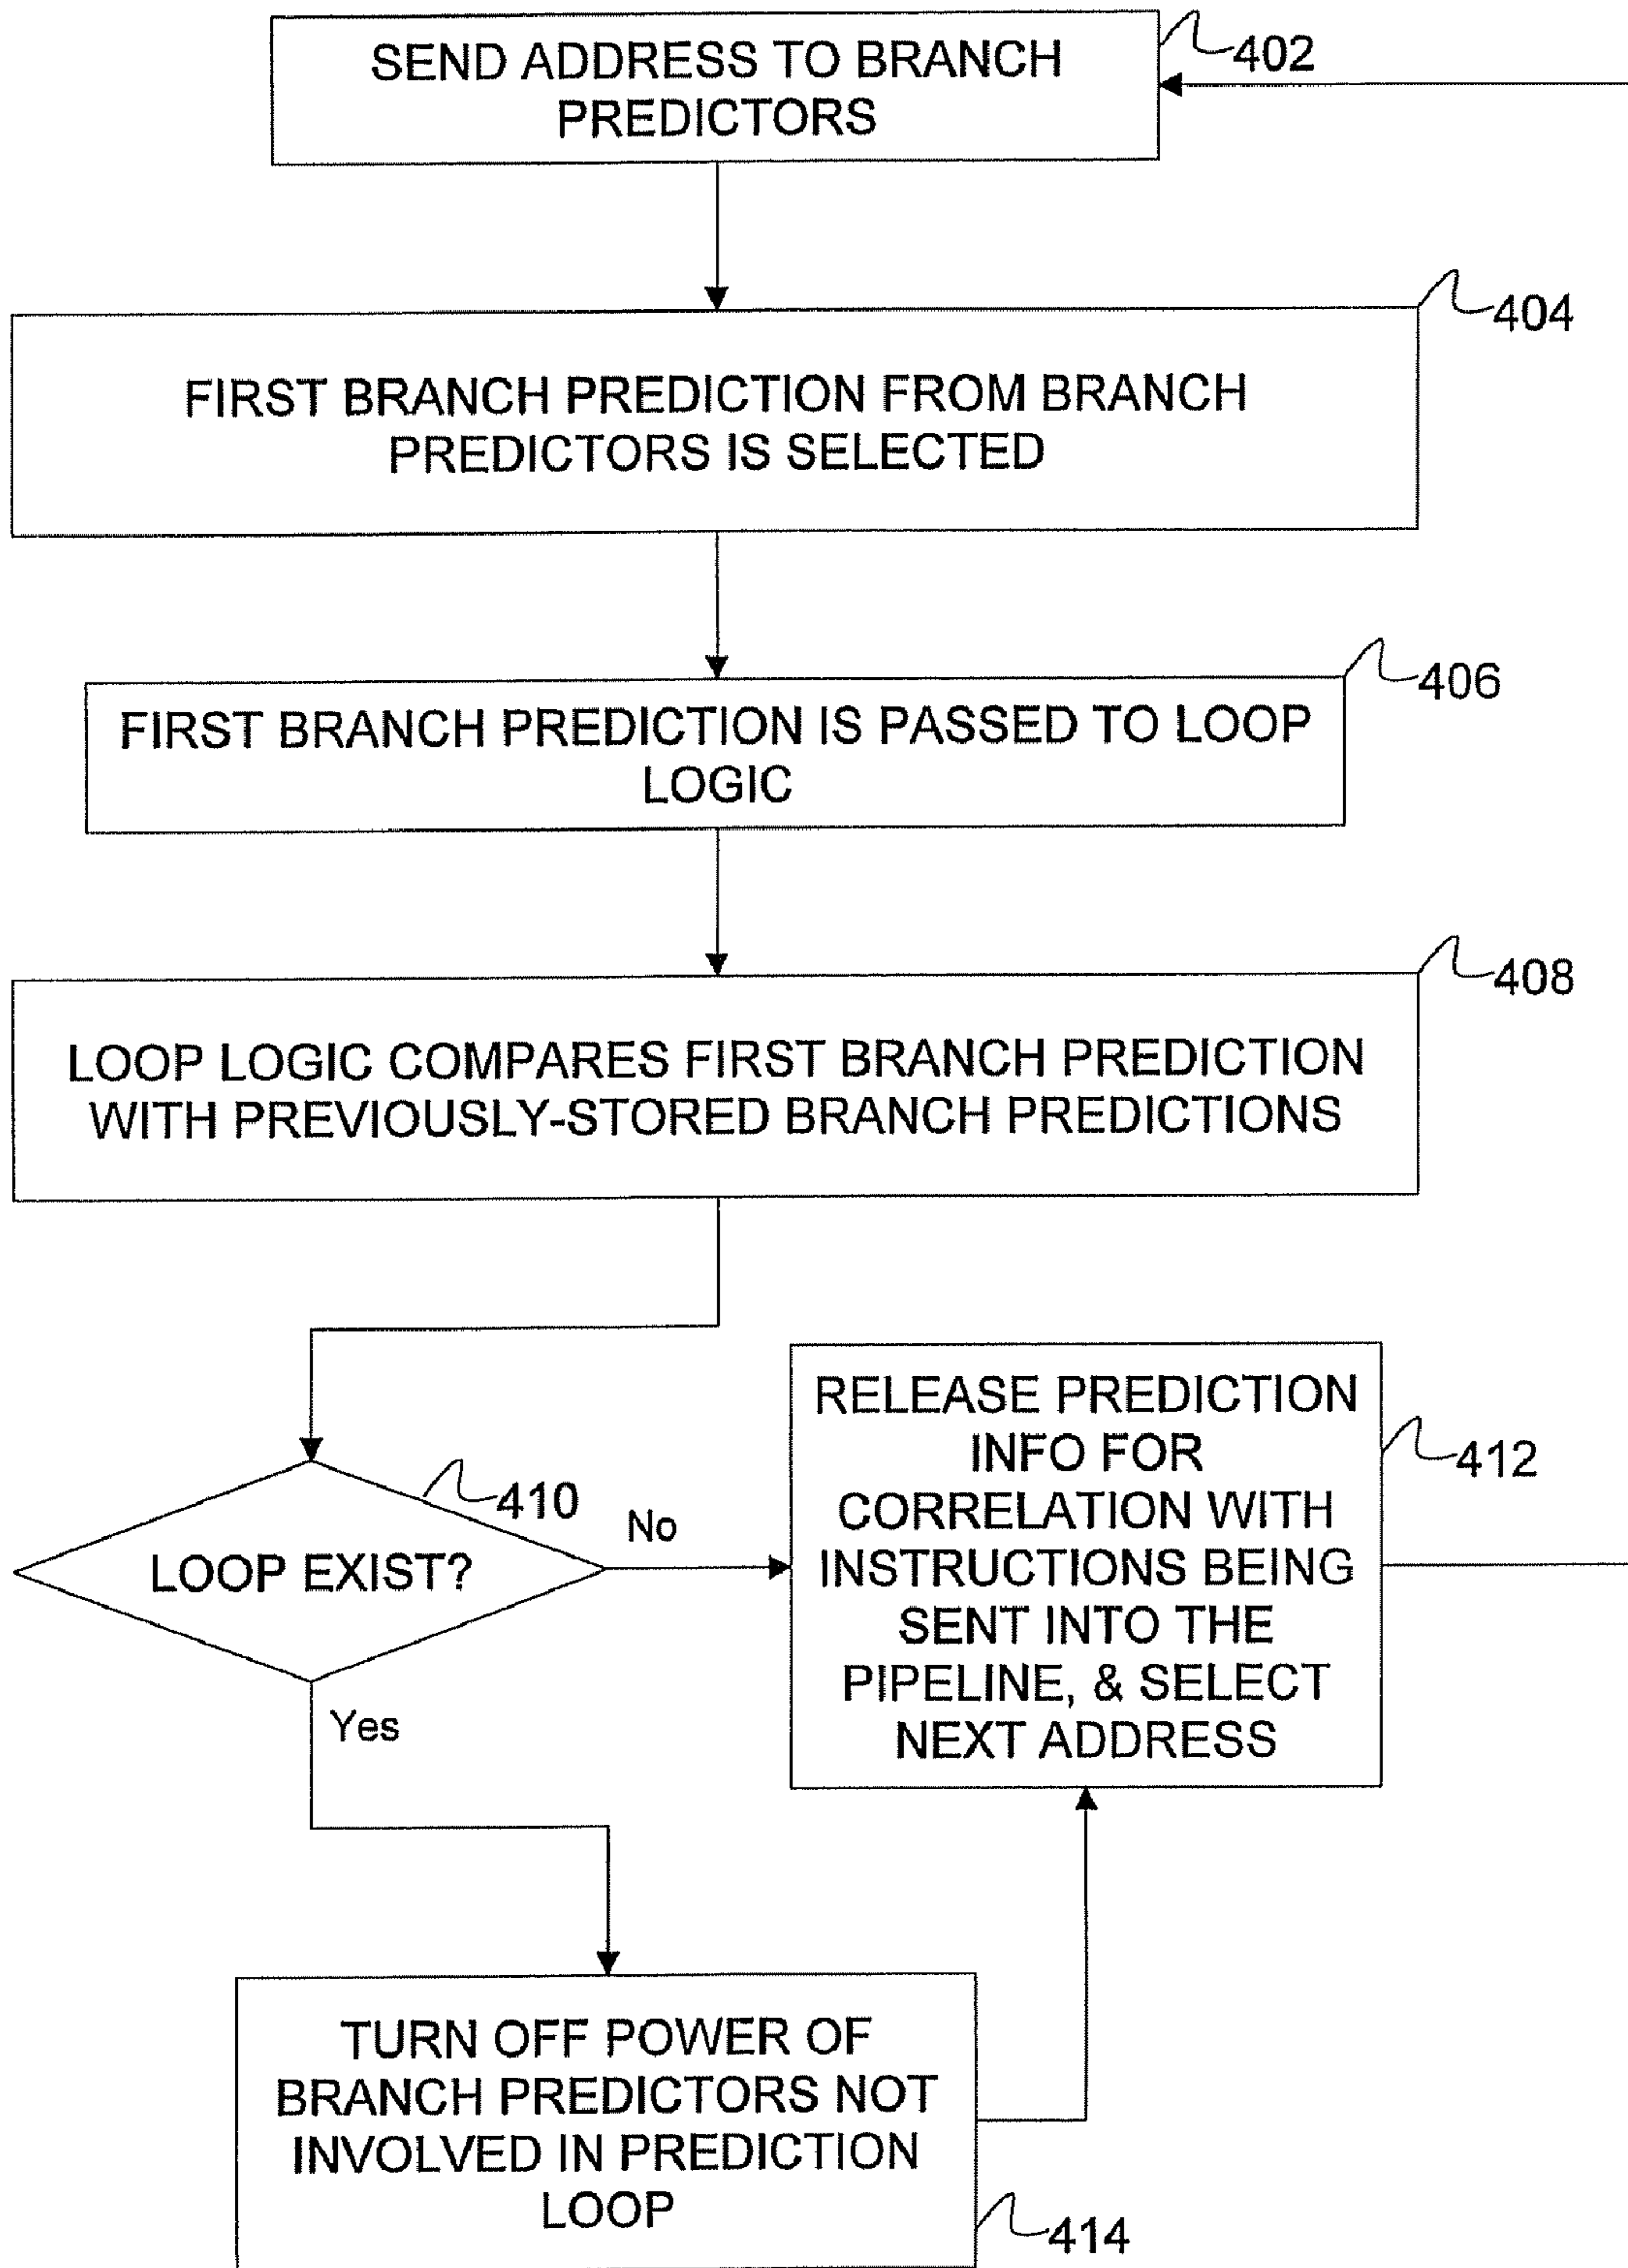 SEND ADDRESS TO BRANCH
PREDICTORS
402
FIRST BRANCH PREDICTION FROM BRANCH
PREDICTORS IS SELECTED
404
FIRST BRANCH PREDICTION IS PASSED TO LOOP
LOGIC
406
LOOP LOGIC COMPARES FIRST BRANCH PREDICTION
WITH PREVIOUSLY-STORED BRANCH PREDICTIONS
408
LOOP EXIST?
410
No
Yes
RELEASE PREDICTION
INFO FOR
CORRELATION WITH
INSTRUCTIONS BEING
SENT INTO THE
PIPELINE, & SELECT
NEXT ADDRESS
412
TURN OFF POWER OF
BRANCH PREDICTORS NOT
INVOLVED IN PREDICTION
LOOP
414